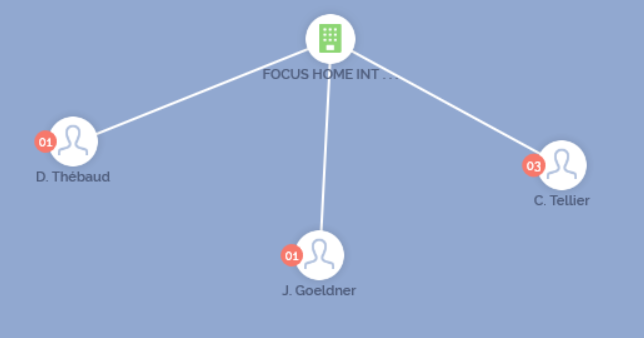 FOCUS HOME INT ...
01
D. Thébaud
03
C. Tellier
01
J. Goeldner